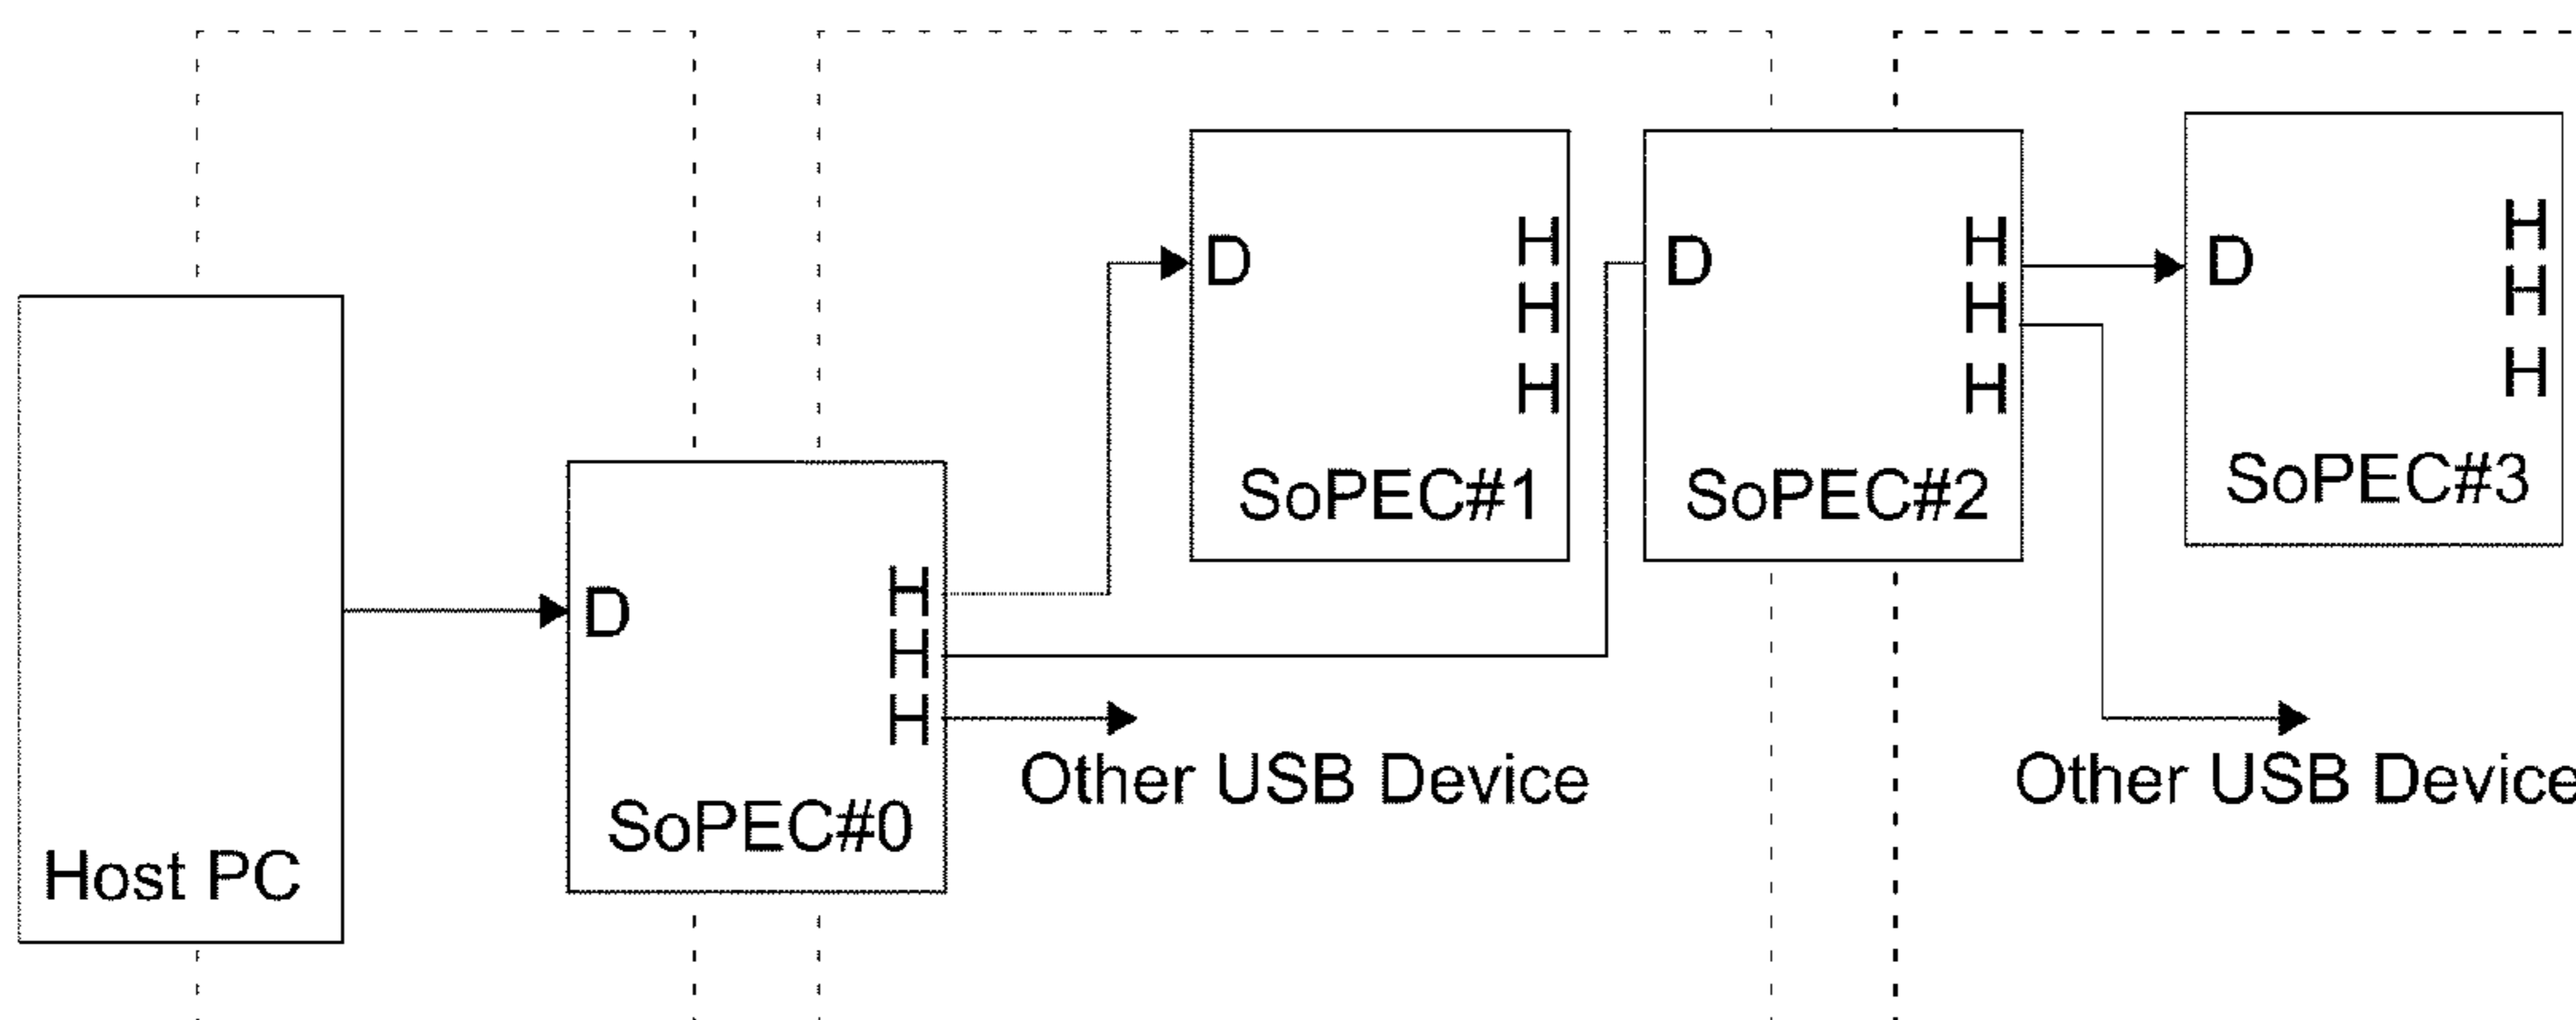 Host PC
D
H
H
H
SoPEC#0
D
H
H
H
SoPEC#1
D
H
H
H
SoPEC#2
D
H
H
H
SoPEC#3
Other USB Device
Other USB Device